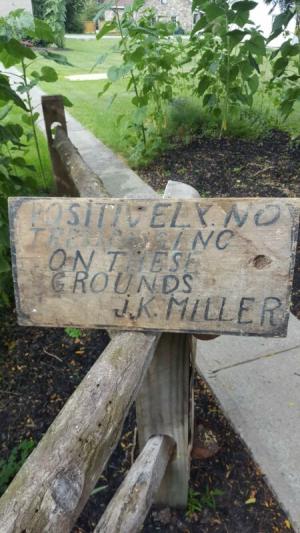 POSITIVELY. NO
TRESPASSING
ON THESE
GROUNDS
J.K. MILLER